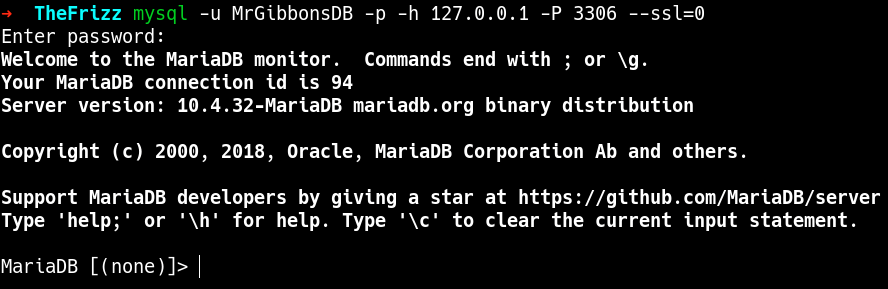 → TheFrizz mysql -u MrGibbonsDB -p -h 127.0.0.1 -P 3306 --ssl=0
Enter password:
Welcome to the MariaDB monitor.  Commands end with ; or \g.
Your MariaDB connection id is 94
Server version: 10.4.32-MariaDB mariadb.org binary distribution
Copyright (c) 2000, 2018, Oracle, MariaDB Corporation Ab and others.
Support MariaDB developers by giving a star at https://github.com/MariaDB/server
Type 'help;' or '\h' for help. Type '\c' to clear the current input statement.
MariaDB [(none)]>